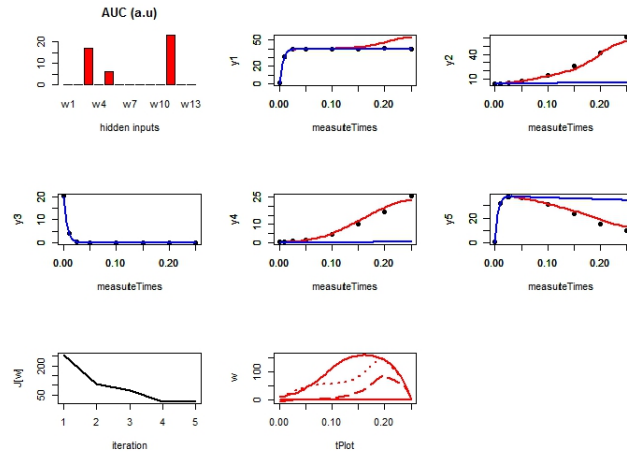 AUC (a.u)
0 10 20
w1 w4 w7 w10 w13
hidden inputs
y1
0 20 50
0.00 0.10 0.20
measuteTimes
y2
10 40
0.00 0.10 0.20
measuteTimes
y3
0 10 20
0.00 0.10 0.20
measuteTimes
y4
0 10 25
0.00 0.10 0.20
measuteTimes
y5
0 20
0.00 0.10 0.20
measuteTimes
J[w]
50 200
1 2 3 4 5
iteration
w
0 100
0.00 0.10 0.20
tPlot